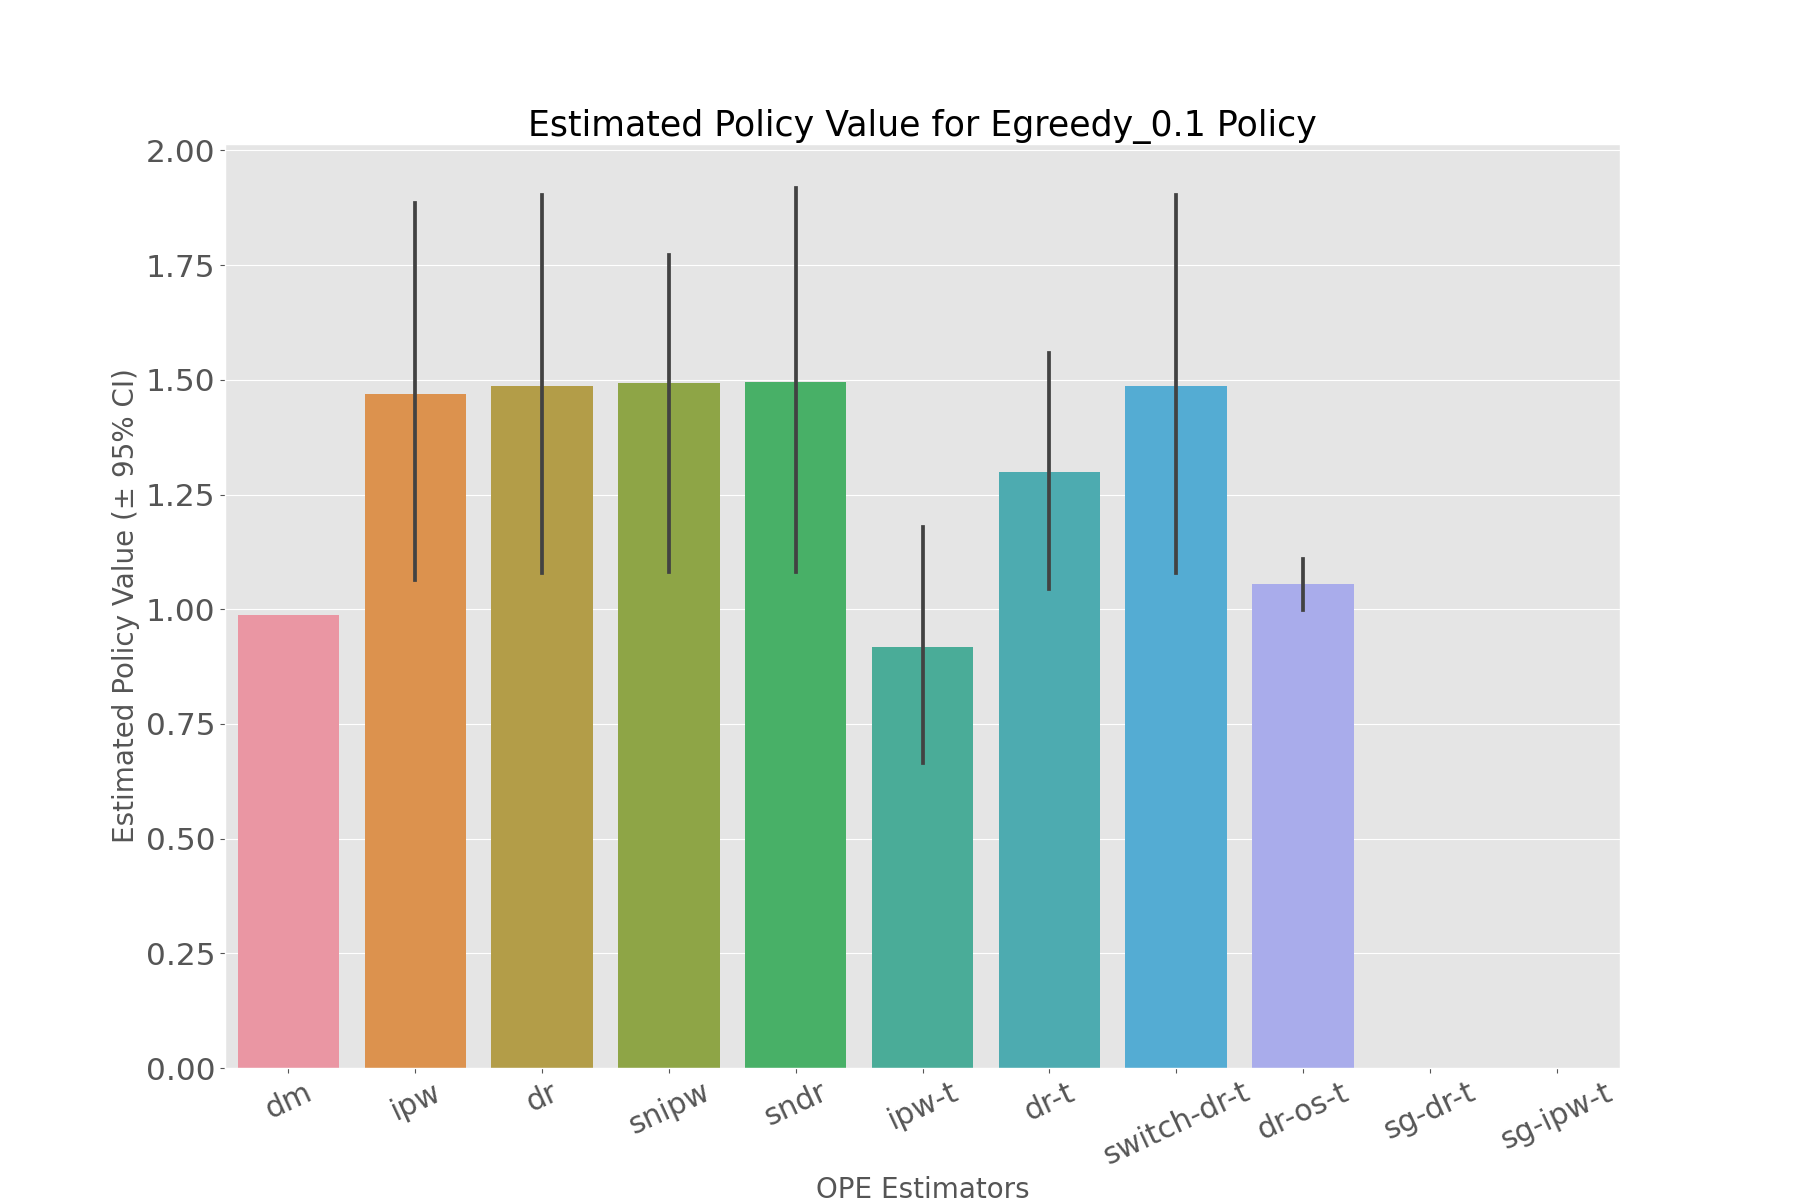 Estimated Policy Value for Egreedy_0.1 Policy
Estimated Policy Value (± 95% CI)
2.00
1.75
1.50
1.25
1.00
0.75
0.50
0.25
0.00
dm
ipw
dr
snipw
sndr
ipw-t
dr-t
switch-dr-t
dr-os-t
sg-dr-t
sg-ipw-t
OPE Estimators